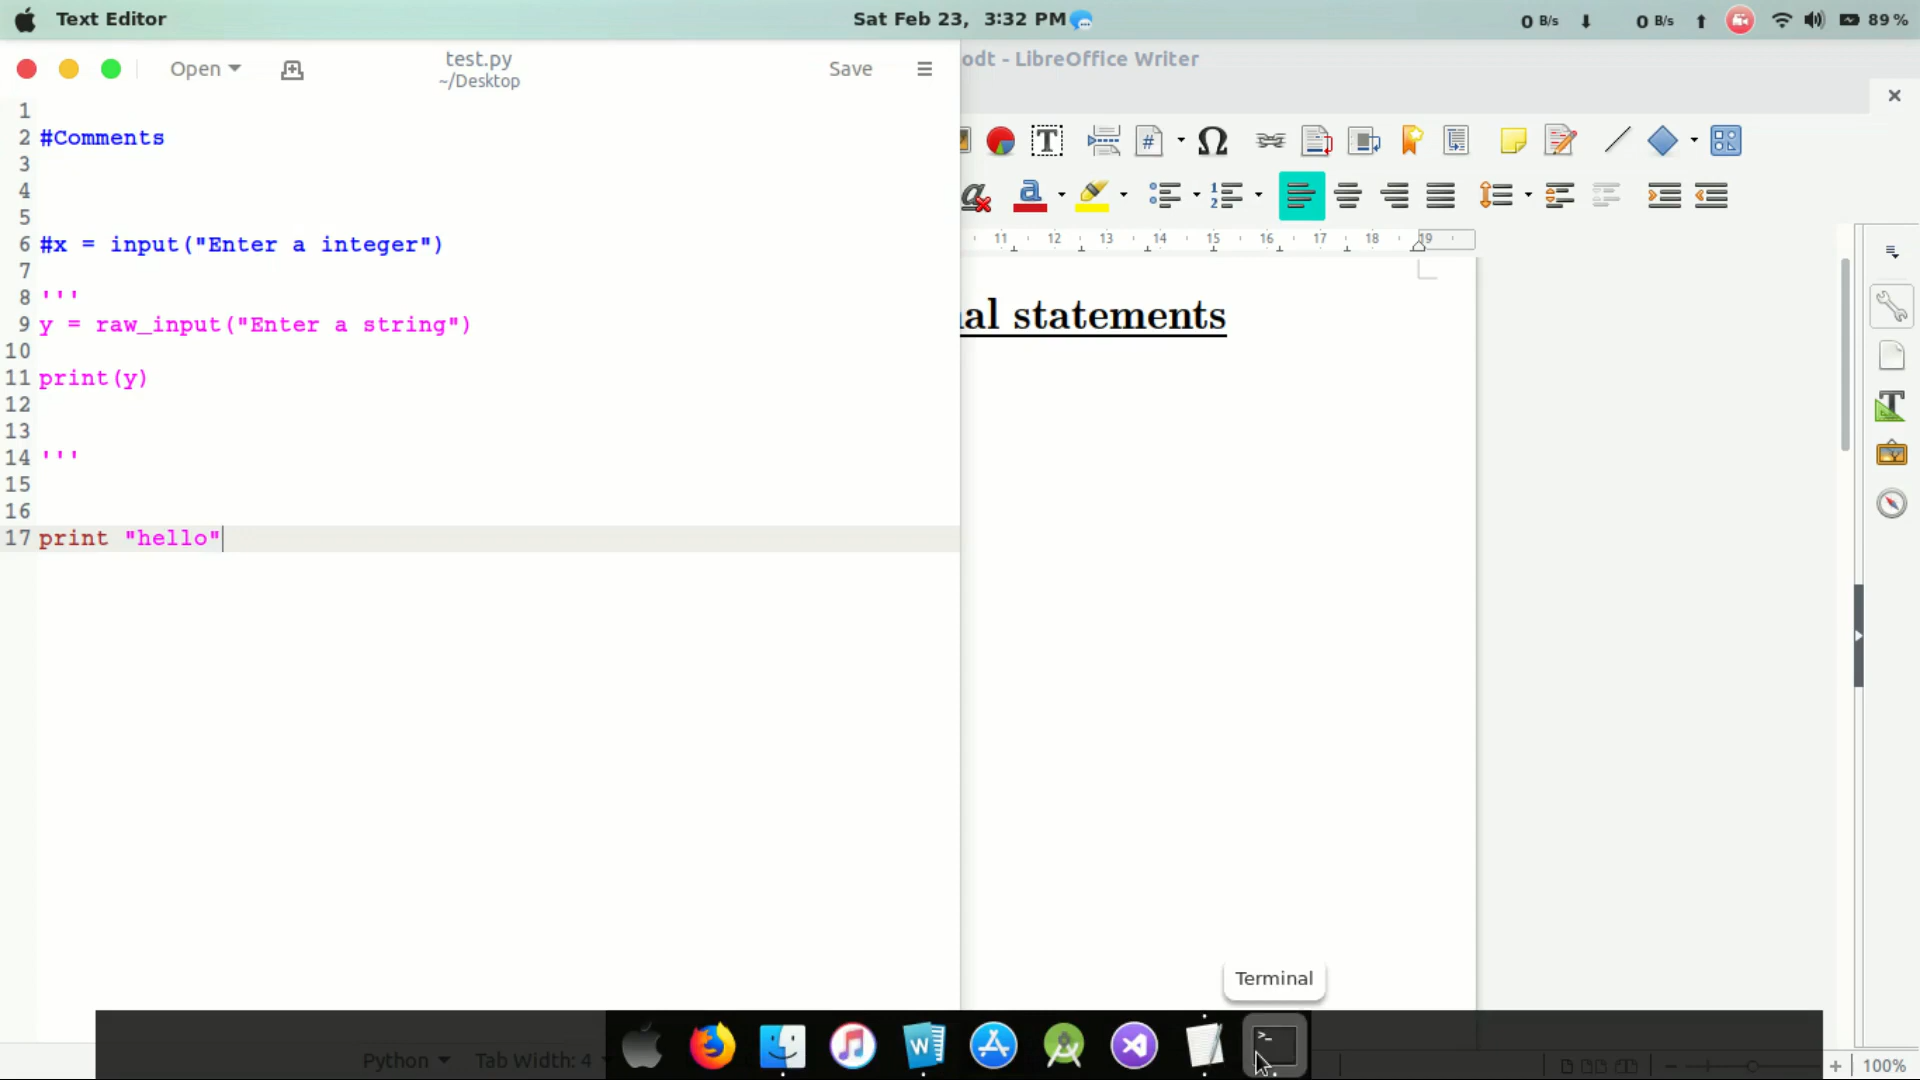 Text Editor
Sat Feb 23, 3:32 PM
0 B/s
0 B/s
89 %
Open
test.py
~/Desktop
Save
odt - LibreOffice Writer
1
2 #Comments
3
4
5
6 #x = input("Enter a integer")
7
8 '''
9 y = raw_input("Enter a string")
10
11 print(y)
12
13
14 '''
15
16
17 print "hello"
11 12 13 14 15 16 17 18 19
nal statements
Terminal
Python
Tab Width: 4
100%